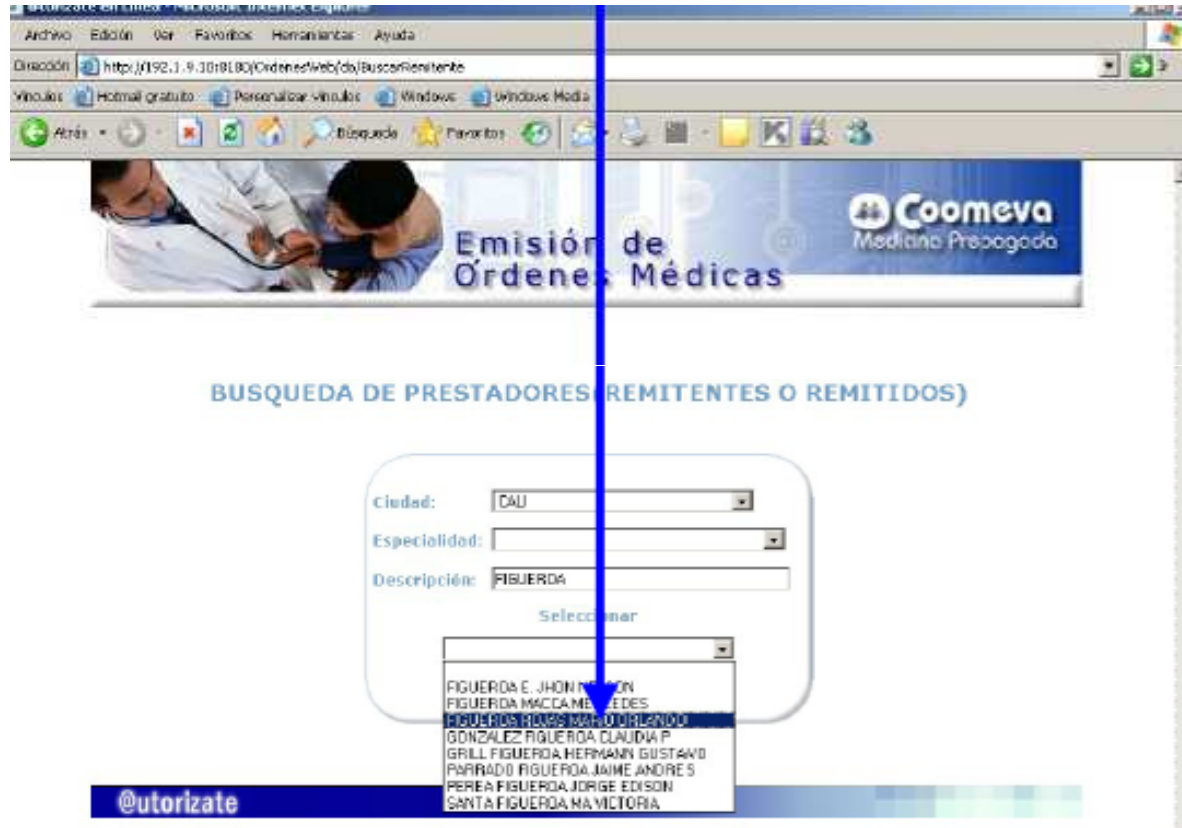 Archivo Edición Ver Favoritos Herramientas Ayuda
Dirección http://192.1.9.10:8180/OrdenesWeb/do/BuscarRemitente
Vínculos Hotmail gratuito Personalizar vínculos Windows Windows Media
Atrás Búsqueda Favoritos
Coomeva
Medicina Prepagada
Emisión de
Órdenes Médicas
BUSQUEDA DE PRESTADORES(REMITENTES O REMITIDOS)
Ciudad: CALI
Especialidad:
Descripción: FIGUEROA
Seleccionar
FIGUEROA E. JHON
FIGUEROA MACCA MERCEDES
FIGUEROA ROJAS MARIO ORLANDO
GONZALEZ FIGUEROA CLAUDIA P
GRILL FIGUEROA HERMANN GUSTAVO
PARRADO FIGUEROA JAIME ANDRES
PEREA FIGUEROA JORGE EDISON
SANTA FIGUEROA MA VICTORIA
@utorizate